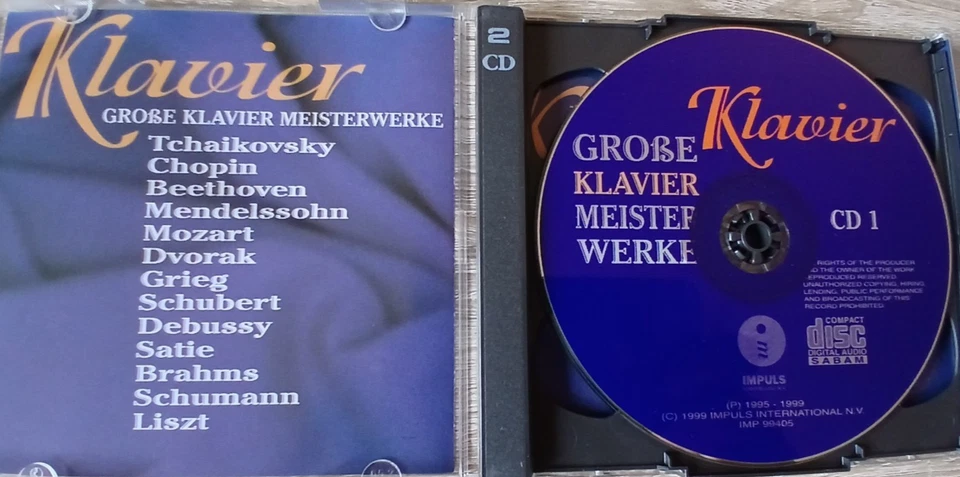 Klavier
GROßE KLAVIER MEISTERWERKE
Tchaikovsky
Chopin
Beethoven
Mendelssohn
Mozart
Dvorak
Grieg
Schubert
Debussy
Satie
Brahms
Schumann
Liszt
2
CD
Klavier
GROßE
KLAVIER
MEISTER
WERKE
CD 1
RIGHTS OF THE PRODUCER
THE OWNER OF THE WORK
REPRODUCED RESERVED.
UNAUTHORIZED COPYING, HIRING,
LENDING, PUBLIC PERFORMANCE
AND BROADCASTING OF THIS
RECORD PROHIBITED.
COMPACT
disc
DIGITAL AUDIO
SABAM
IMPULS
(P) 1995 - 1999
(C) 1999 IMPULS INTERNATIONAL N.V.
IMP 99405